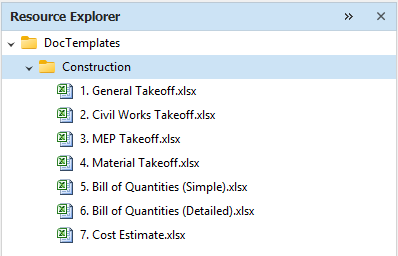 Resource Explorer
DocTemplates
Construction
1. General Takeoff.xlsx
2. Civil Works Takeoff.xlsx
3. MEP Takeoff.xlsx
4. Material Takeoff.xlsx
5. Bill of Quantities (Simple).xlsx
6. Bill of Quantities (Detailed).xlsx
7. Cost Estimate.xlsx